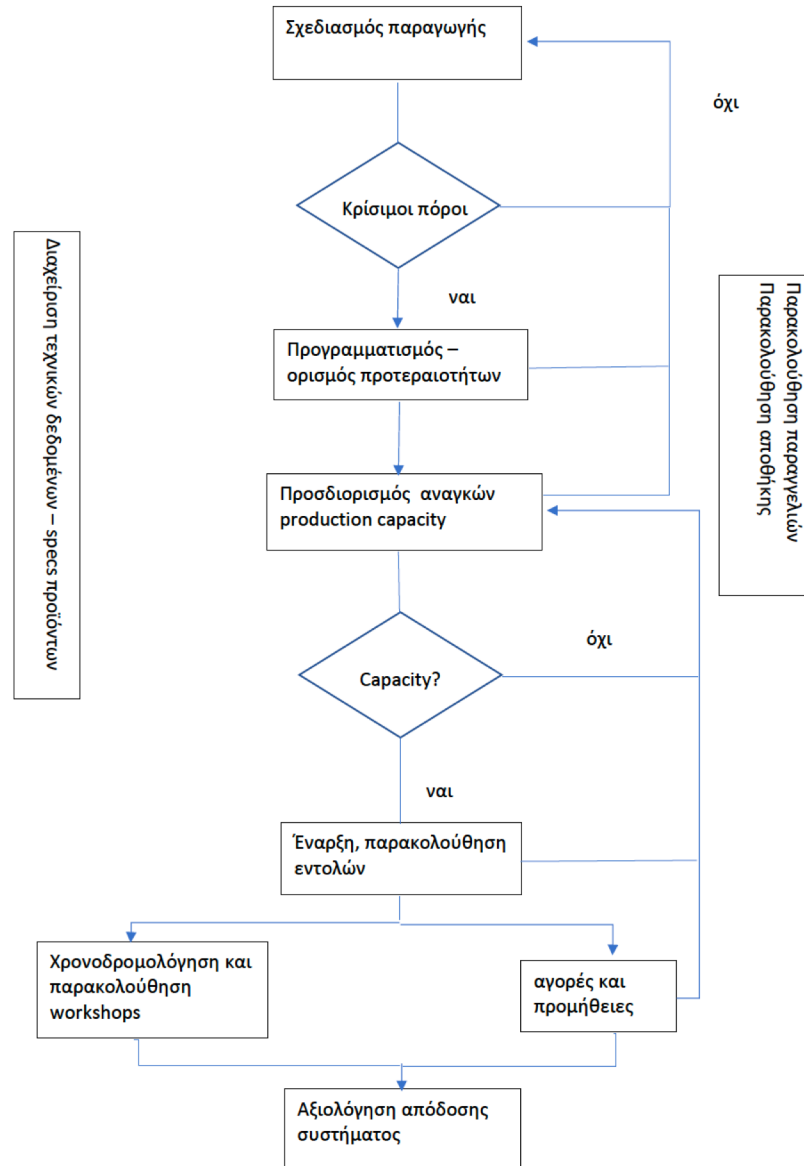 Σχεδιασμός παραγωγής
όχι
Κρίσιμοι πόροι
Διαχείριση τεχνικών δεδομένων – specs προϊόντων
ναι
Παρακολούθηση παραγγελιών
Παρακολούθηση αποθήκης
Προγραμματισμός –
ορισμός προτεραιοτήτων
Προσδιορισμός αναγκών
production capacity
όχι
Capacity?
ναι
Έναρξη, παρακολούθηση
εντολών
Χρονοδρομολόγηση και
παρακολούθηση
workshops
αγορές και
προμήθειες
Αξιολόγηση απόδοσης
συστήματος